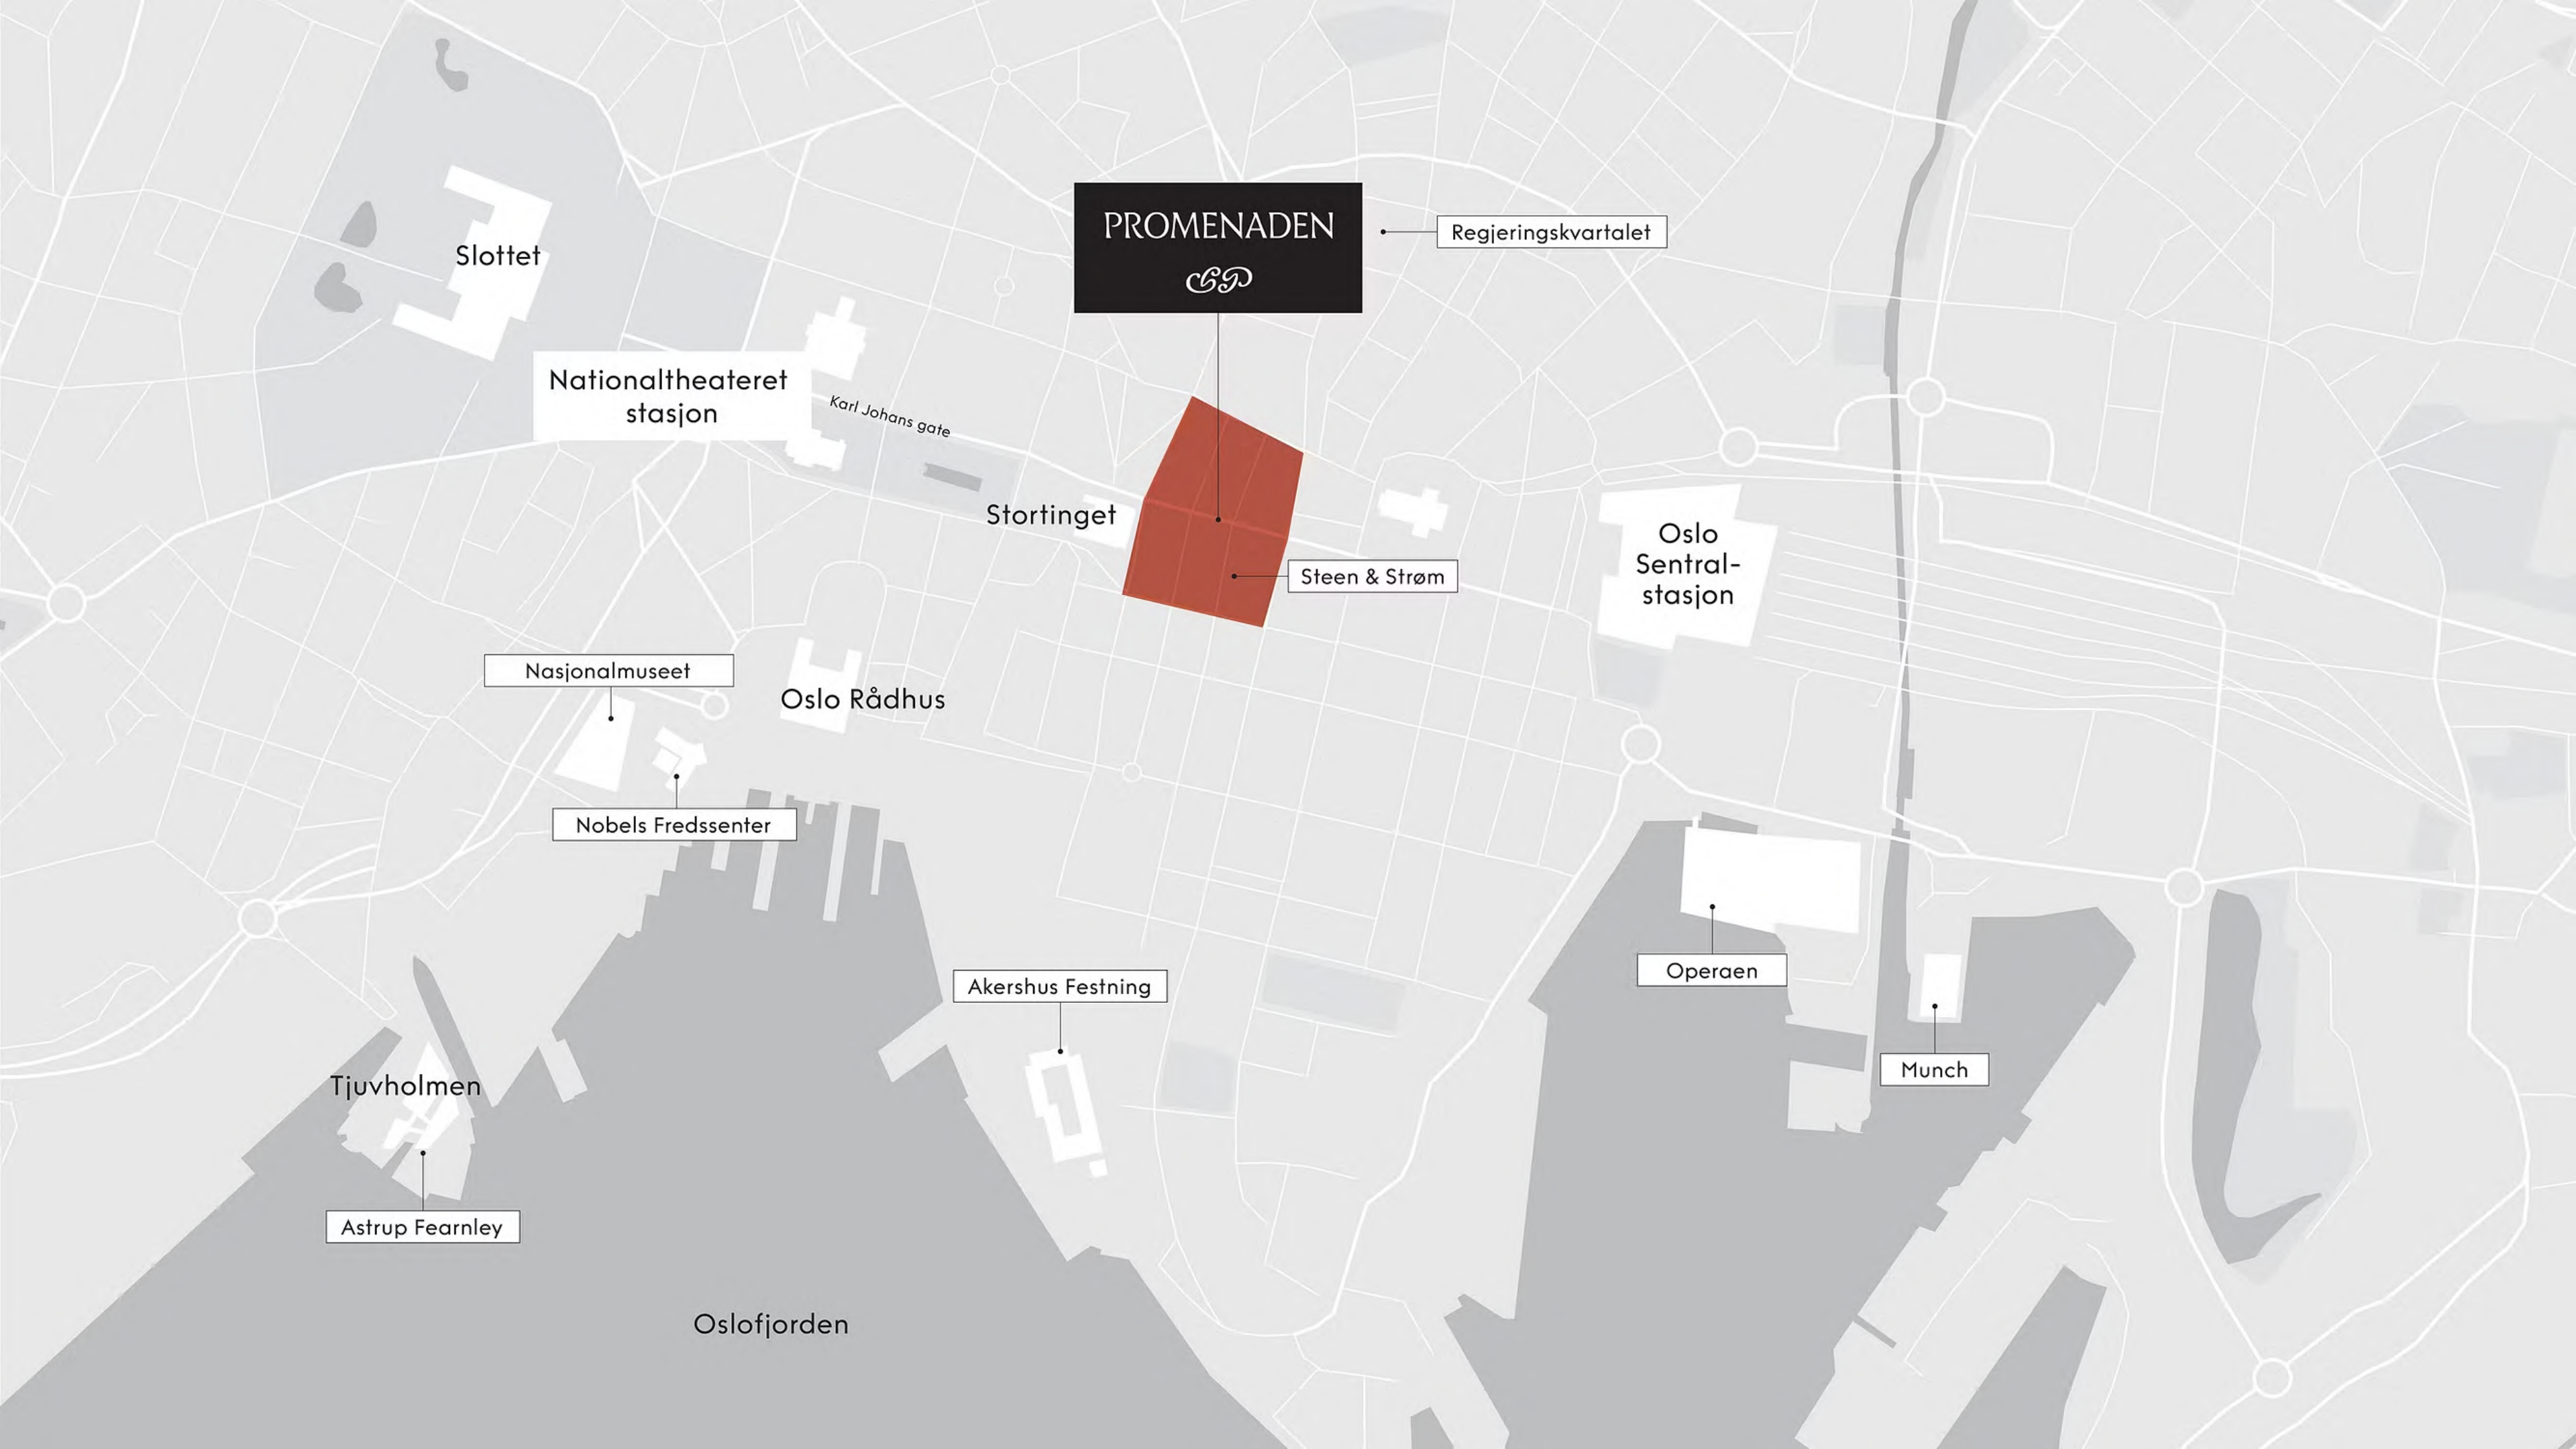 PROMENADEN
Regjeringskvartalet
Slottet
Nationaltheateret
stasjon
Karl Johans gate
Stortinget
Oslo
Sentral-
stasjon
Steen & Strøm
Nasjonalmuseet
Oslo Rådhus
Nobels Fredssenter
Operaen
Akershus Festning
Munch
Tjuvholmen
Astrup Fearnley
Oslofjorden